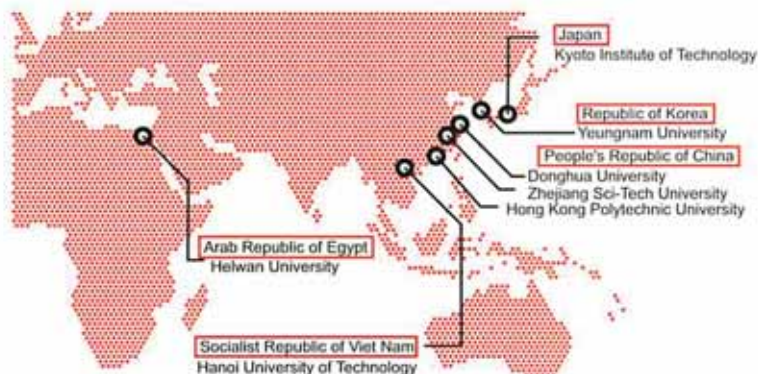 Japan
Kyoto Institute of Technology
Republic of Korea
Yeungnam University
People's Republic of China
Donghua University
Zhejiang Sci-Tech University
Hong Kong Polytechnic University
Arab Republic of Egypt
Helwan University
Socialist Republic of Viet Nam
Hanoi University of Technology